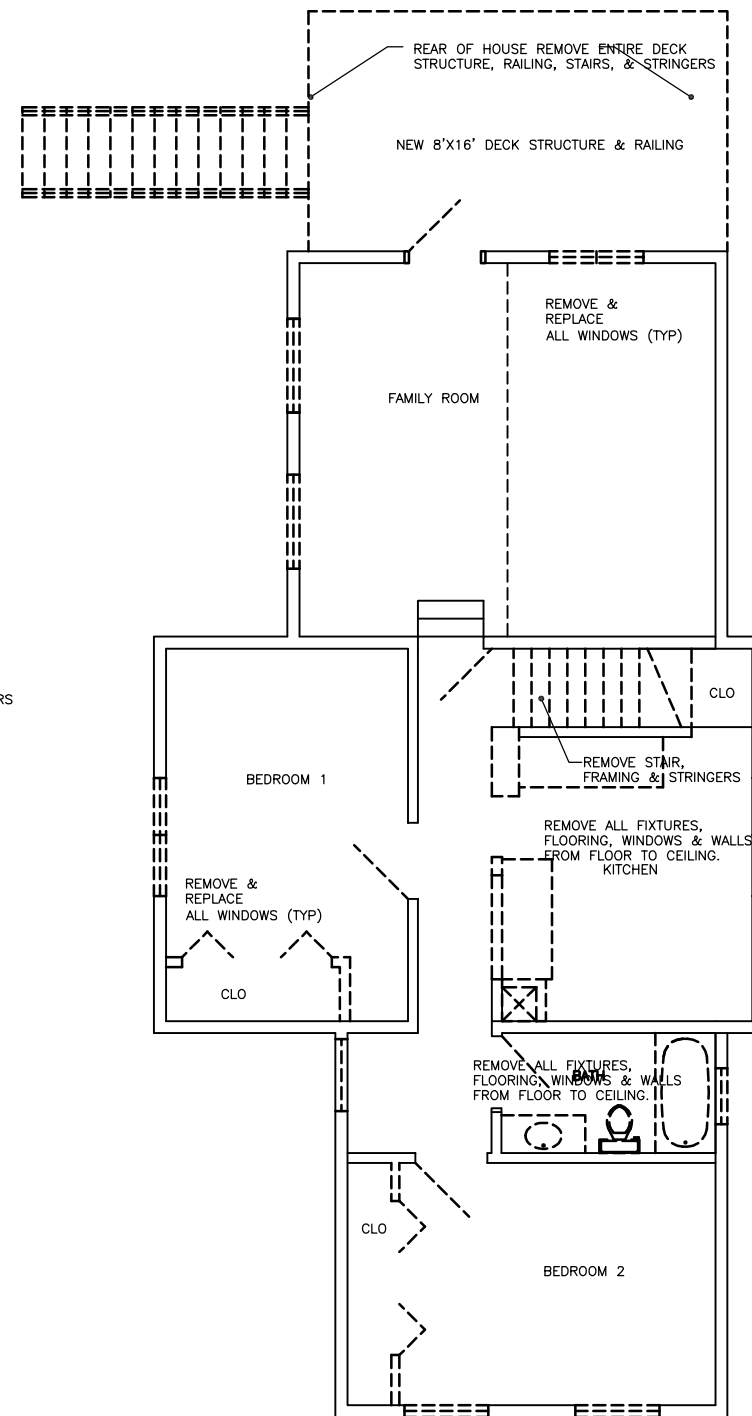 REAR OF HOUSE REMOVE ENTIRE DECK
STRUCTURE, RAILING, STAIRS, & STRINGERS
NEW 8'X16' DECK STRUCTURE & RAILING
REMOVE &
REPLACE
ALL WINDOWS (TYP)
FAMILY ROOM
RS
CLO
REMOVE STAIR,
FRAMING & STRINGERS
BEDROOM 1
REMOVE ALL FIXTURES,
FLOORING, WINDOWS & WALLS
FROM FLOOR TO CEILING.
KITCHEN
REMOVE &
REPLACE
ALL WINDOWS (TYP)
CLO
REMOVE ALL FIXTURES,
FLOORING, WINDOWS & WALLS
FROM FLOOR TO CEILING.
BATH
CLO
BEDROOM 2